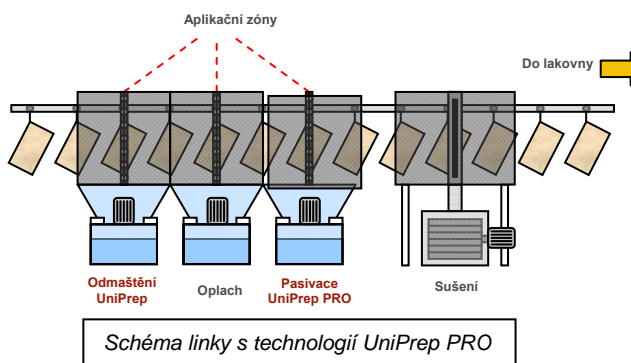 Aplikační zóny
Do lakovny
Odmaštění
UniPrep
Oplach
Pasivace
UniPrep PRO
Sušení
Schéma linky s technologií UniPrep PRO